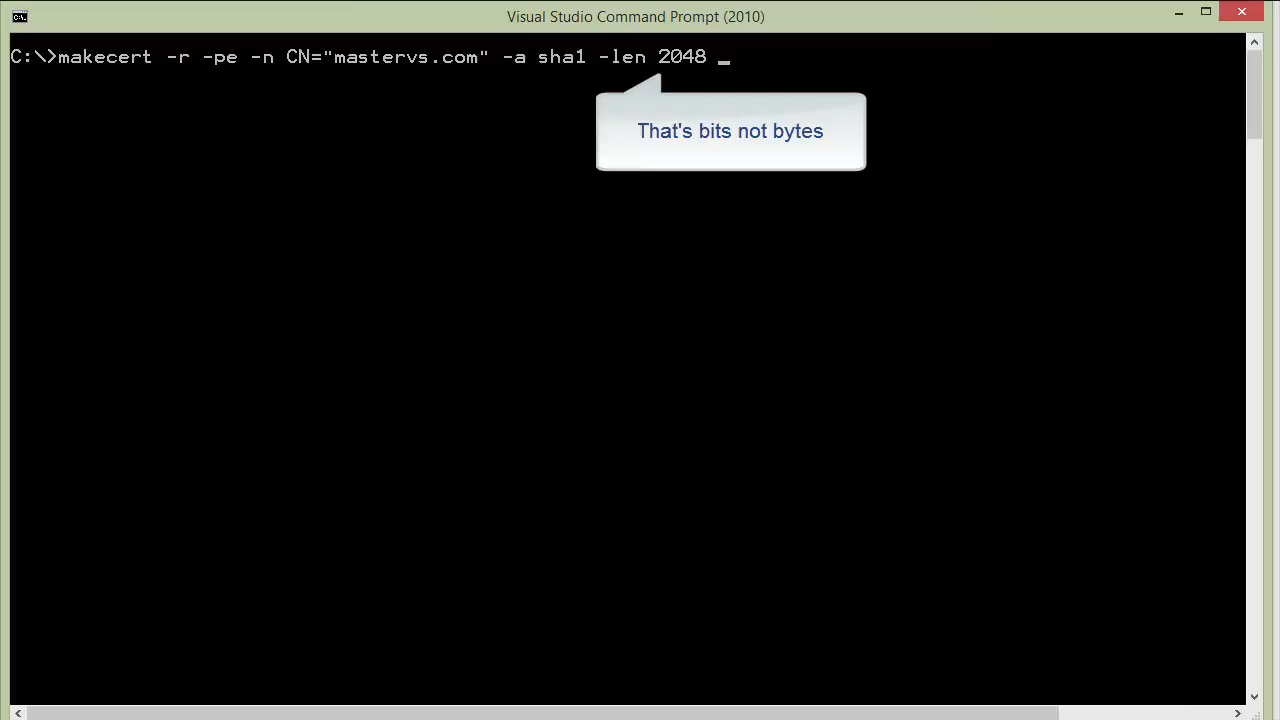 Visual Studio Command Prompt (2010)
C:\>makecert -r -pe -n CN="mastervs.com" -a sha1 -len 2048 _
That's bits not bytes